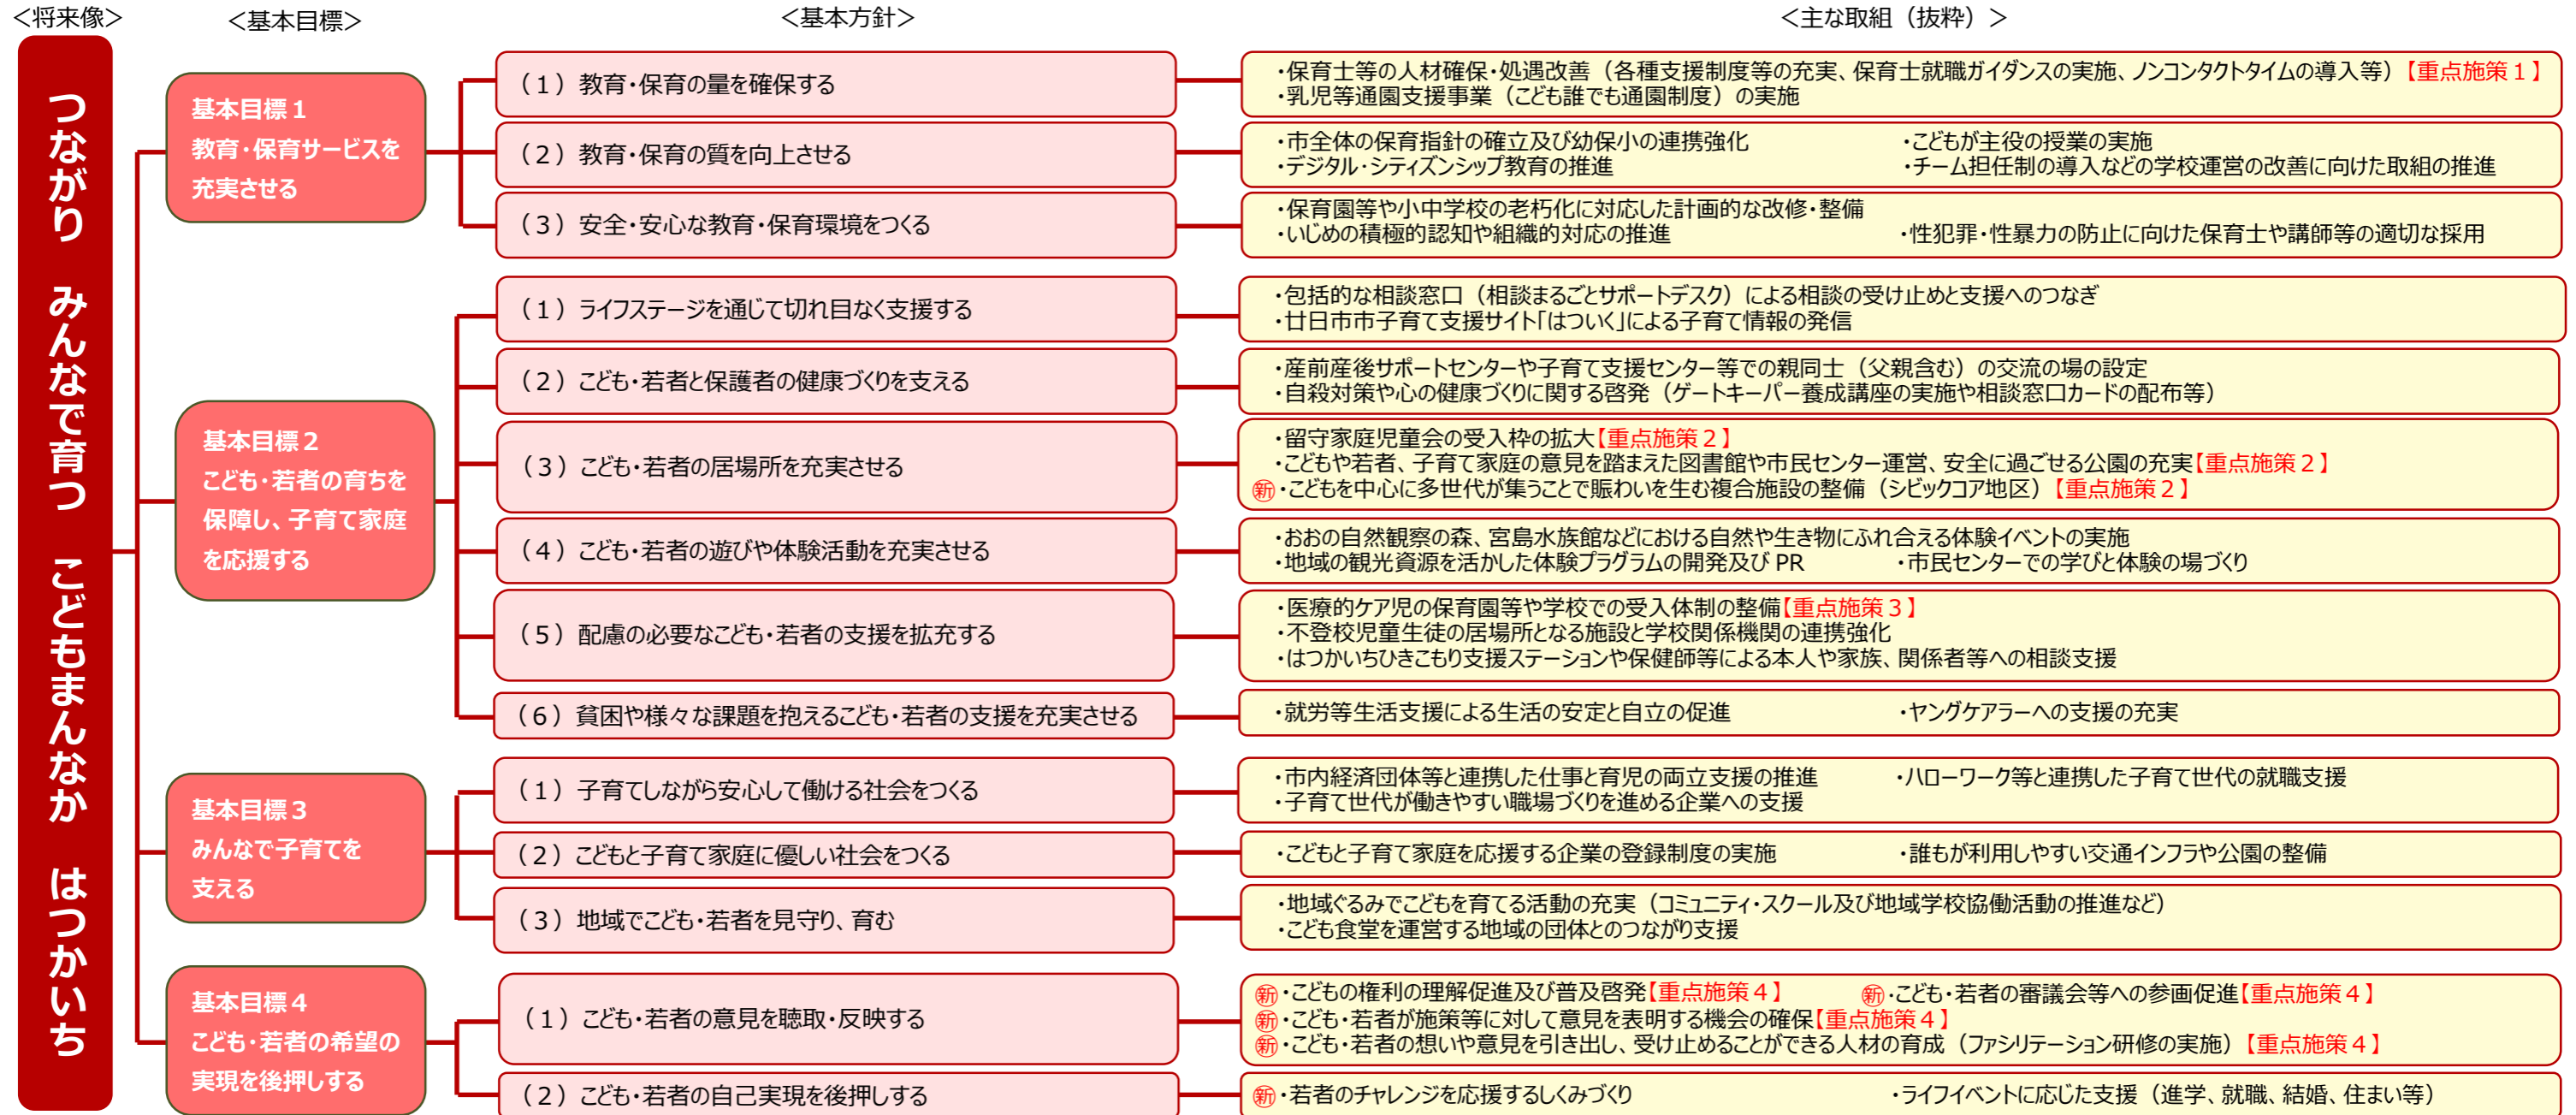 ＜将来像＞
＜基本目標＞
＜基本方針＞
＜主な取組（抜粋）＞
つながり　みんなで育つ　こどもまんなか　はつかいち
基本目標１
教育・保育サービスを
充実させる
（１）教育・保育の量を確保する
・保育士等の人材確保・処遇改善（各種支援制度等の充実、保育士就職ガイダンスの実施、ノンコンタクトタイムの導入等）【重点施策１】
・乳児等通園支援事業（こども誰でも通園制度）の実施
（２）教育・保育の質を向上させる
・市全体の保育指針の確立及び幼保小の連携強化　・こどもが主役の授業の実施
・デジタル・シティズンシップ教育の推進　・チーム担任制の導入などの学校運営の改善に向けた取組の推進
（３）安全・安心な教育・保育環境をつくる
・保育園等や小中学校の老朽化に対応した計画的な改修・整備
・いじめの積極的認知や組織的対応の推進　・性犯罪・性暴力の防止に向けた保育士や講師等の適切な採用
基本目標２
こども・若者の育ちを
保障し、子育て家庭
を応援する
（１）ライフステージを通じて切れ目なく支援する
・包括的な相談窓口（相談まるごとサポートデスク）による相談の受け止めと支援へのつなぎ
・廿日市市子育て支援サイト「はついく」による子育て情報の発信
（２）こども・若者と保護者の健康づくりを支える
・産前産後サポートセンターや子育て支援センター等での親同士（父親含む）の交流の場の設定
・自殺対策や心の健康づくりに関する啓発（ゲートキーパー養成講座の実施や相談窓口カードの配布等）
（３）こども・若者の居場所を充実させる
・留守家庭児童会の受入枠の拡大【重点施策２】
・こどもや若者、子育て家庭の意見を踏まえた図書館や市民センター運営、安全に過ごせる公園の充実【重点施策２】
㊟・こどもを中心に多世代が集うことで賑わいを生む複合施設の整備（シビックコア地区）【重点施策２】
（４）こども・若者の遊びや体験活動を充実させる
・おおの自然観察の森、宮島水族館などにおける自然や生き物にふれ合える体験イベントの実施
・地域の観光資源を活かした体験プラグラムの開発及び PR　・市民センターでの学びと体験の場づくり
（５）配慮の必要なこども・若者の支援を拡充する
・医療的ケア児の保育園等や学校での受入体制の整備【重点施策３】
・不登校児童生徒の居場所となる施設と学校関係機関の連携強化
・はつかいちひきこもり支援ステーションや保健師等による本人や家族、関係者等への相談支援
（６）貧困や様々な課題を抱えるこども・若者の支援を充実させる
・就労等生活支援による生活の安定と自立の促進　・ヤングケアラーへの支援の充実
基本目標３
みんなで子育てを
支える
（１）子育てしながら安心して働ける社会をつくる
・市内経済団体等と連携した仕事と育児の両立支援の推進　・ハローワーク等と連携した子育て世代の就職支援
・子育て世代が働きやすい職場づくりを進める企業への支援
（２）こどもと子育て家庭に優しい社会をつくる
・こどもと子育て家庭を応援する企業の登録制度の実施　・誰もが利用しやすい交通インフラや公園の整備
（３）地域でこども・若者を見守り、育む
・地域ぐるみでこどもを育てる活動の充実（コミュニティ・スクール及び地域学校協働活動の推進など）
・こども食堂を運営する地域の団体とのつながり支援
基本目標４
こども・若者の希望の
実現を後押しする
（１）こども・若者の意見を聴取・反映する
新・こどもの権利の理解促進及び普及啓発【重点施策４】　新・こども・若者の審議会等への参画促進【重点施策４】
新・こども・若者が施策等に対して意見を表明する機会の確保【重点施策４】
新・こども・若者の想いや意見を引き出し、受け止めることができる人材の育成（ファシリテーション研修の実施）【重点施策４】
（２）こども・若者の自己実現を後押しする
新・若者のチャレンジを応援するしくみづくり　・ライフイベントに応じた支援（進学、就職、結婚、住まい等）